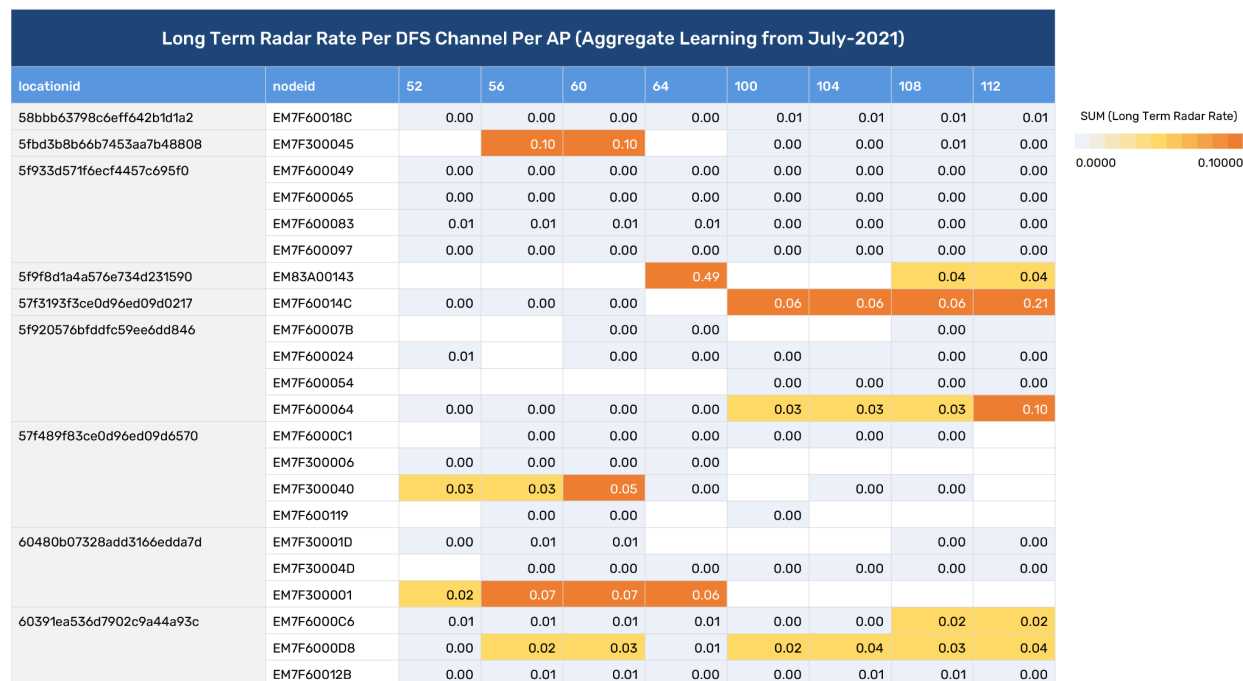 Long Term Radar Rate Per DFS Channel Per AP (Aggregate Learning from July-2021)
locationid nodeid 52 56 60 64 100 104 108 112
58bbb63798c6eff642b1d1a2 EM7F60018C 0.00 0.00 0.00 0.00 0.01 0.01 0.01 0.01
5fbd3b8b66b7453aa7b48808 EM7F300045 0.10 0.10 0.00 0.00 0.01 0.00
5f933d571f6ecf4457c695f0 EM7F600049 0.00 0.00 0.00 0.00 0.00 0.00 0.00 0.00
EM7F600065 0.00 0.00 0.00 0.00 0.00 0.00 0.00 0.00
EM7F600083 0.01 0.01 0.01 0.01 0.00 0.00 0.00 0.00
EM7F600097 0.00 0.00 0.00 0.00 0.00 0.00 0.00 0.00
5f9f8d1a4a576e734d231590 EM83A00143 0.49 0.04 0.04
57f3193f3ce0d96ed09d0217 EM7F60014C 0.00 0.00 0.00 0.06 0.06 0.06 0.21
5f920576bfddfc59ee6dd846 EM7F60007B 0.00 0.00 0.00
EM7F600024 0.01 0.00 0.00 0.00 0.00 0.00
EM7F600054 0.00 0.00 0.00 0.00
EM7F600064 0.00 0.00 0.00 0.00 0.03 0.03 0.03 0.10
57f489f83ce0d96ed09d6570 EM7F6000C1 0.00 0.00 0.00 0.00 0.00 0.00
EM7F300006 0.00 0.00 0.00 0.00
EM7F300040 0.03 0.03 0.05 0.00 0.00 0.00
EM7F600119 0.00 0.00 0.00
60480b07328add3166edda7d EM7F30001D 0.00 0.01 0.01 0.00 0.00
EM7F30004D 0.00 0.00 0.00 0.00 0.00 0.00 0.00
EM7F300001 0.02 0.07 0.07 0.06
60391ea536d7902c9a44a93c EM7F6000C6 0.01 0.01 0.01 0.01 0.00 0.00 0.02 0.02
EM7F6000D8 0.00 0.02 0.03 0.01 0.02 0.04 0.03 0.04
EM7F60012B 0.00 0.01 0.01 0.00 0.00 0.01 0.01 0.00
SUM (Long Term Radar Rate)
0.0000 0.10000